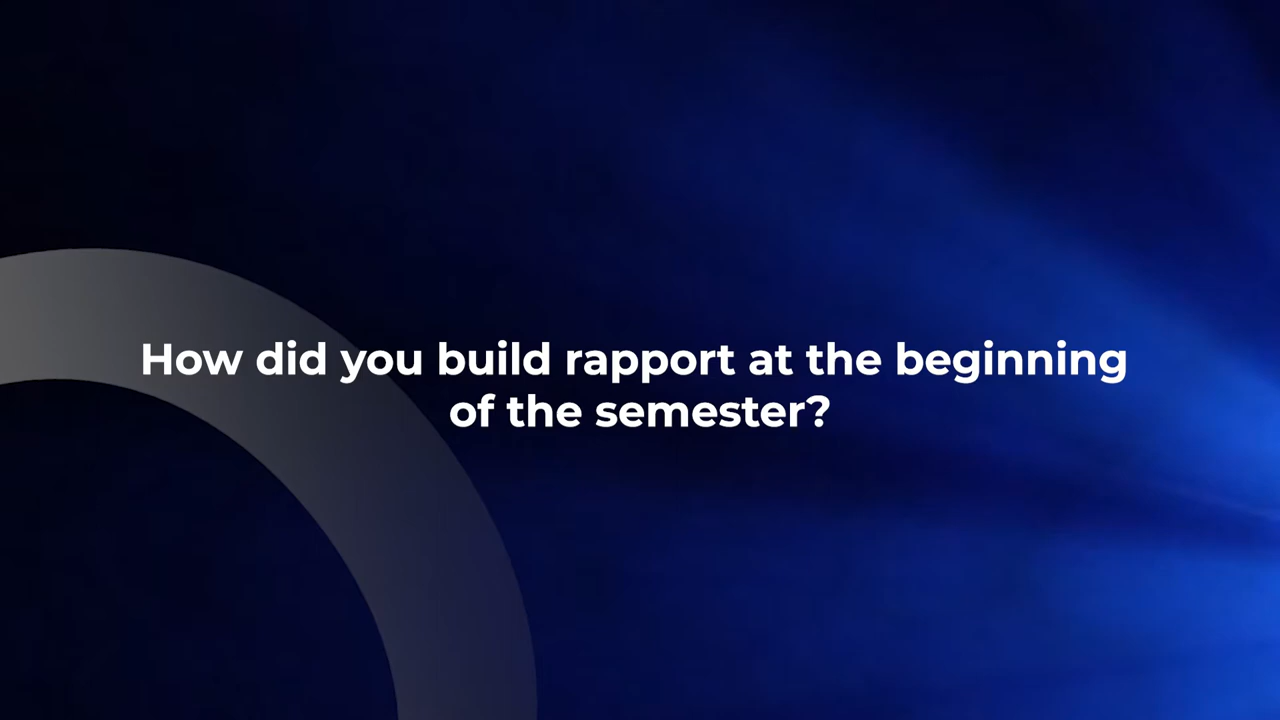 How did you build rapport at the beginning
of the semester?